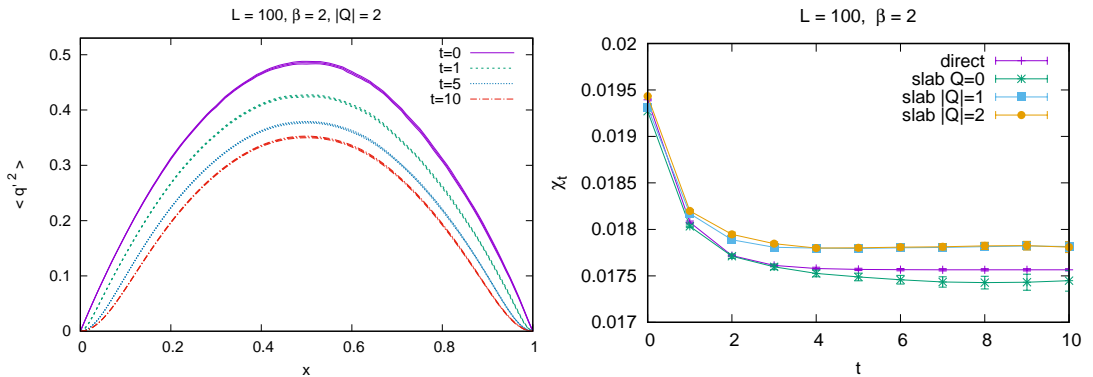 L = 100, β = 2, |Q| = 2
0.5
0.4
0.3
0.2
0.1
0
0
0.2
0.4
0.6
0.8
1
x
< q' ² >
t=0
t=1
t=5
t=10
L = 100, β = 2
0.02
0.0195
0.019
0.0185
0.018
0.0175
0.017
0
2
4
6
8
10
t
χt
direct
slab Q=0
slab |Q|=1
slab |Q|=2